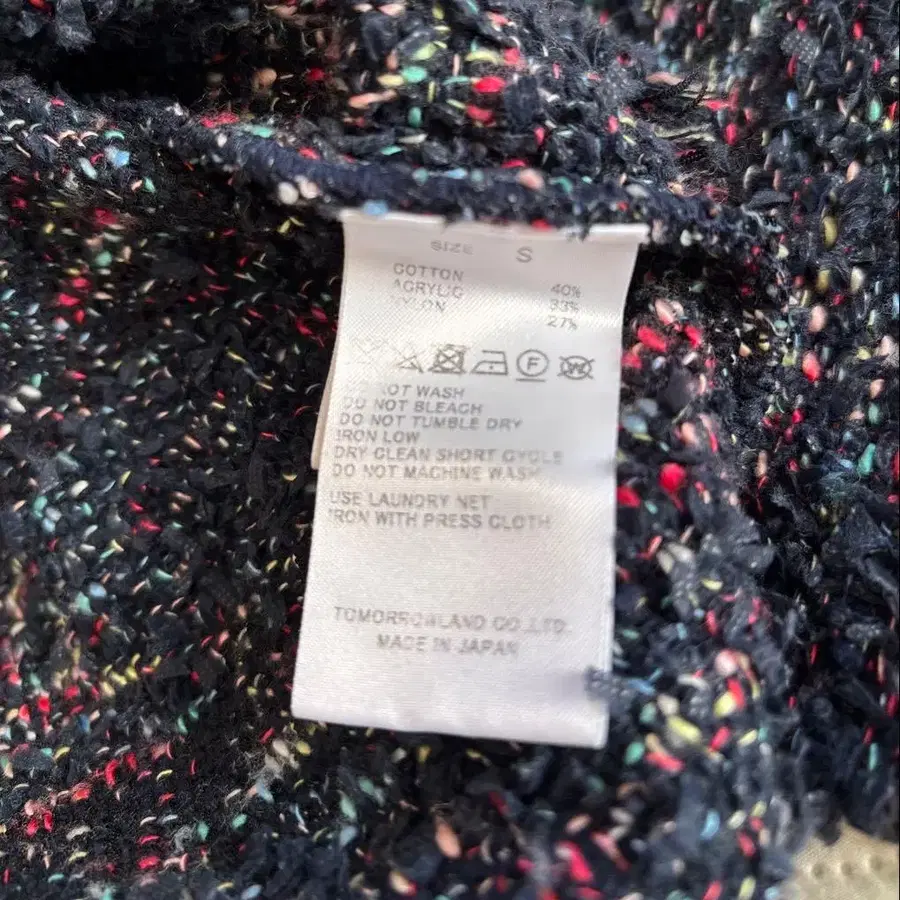 SIZE S
COTTON 40%
ACRYLIC 33%
NYLON 27%
F W
DO NOT WASH
DO NOT BLEACH
DO NOT TUMBLE DRY
IRON LOW
DRY CLEAN SHORT CYCLE
DO NOT MACHINE WASH
USE LAUNDRY NET
IRON WITH PRESS CLOTH
TOMORROWLAND CO.,LTD.
MADE IN JAPAN